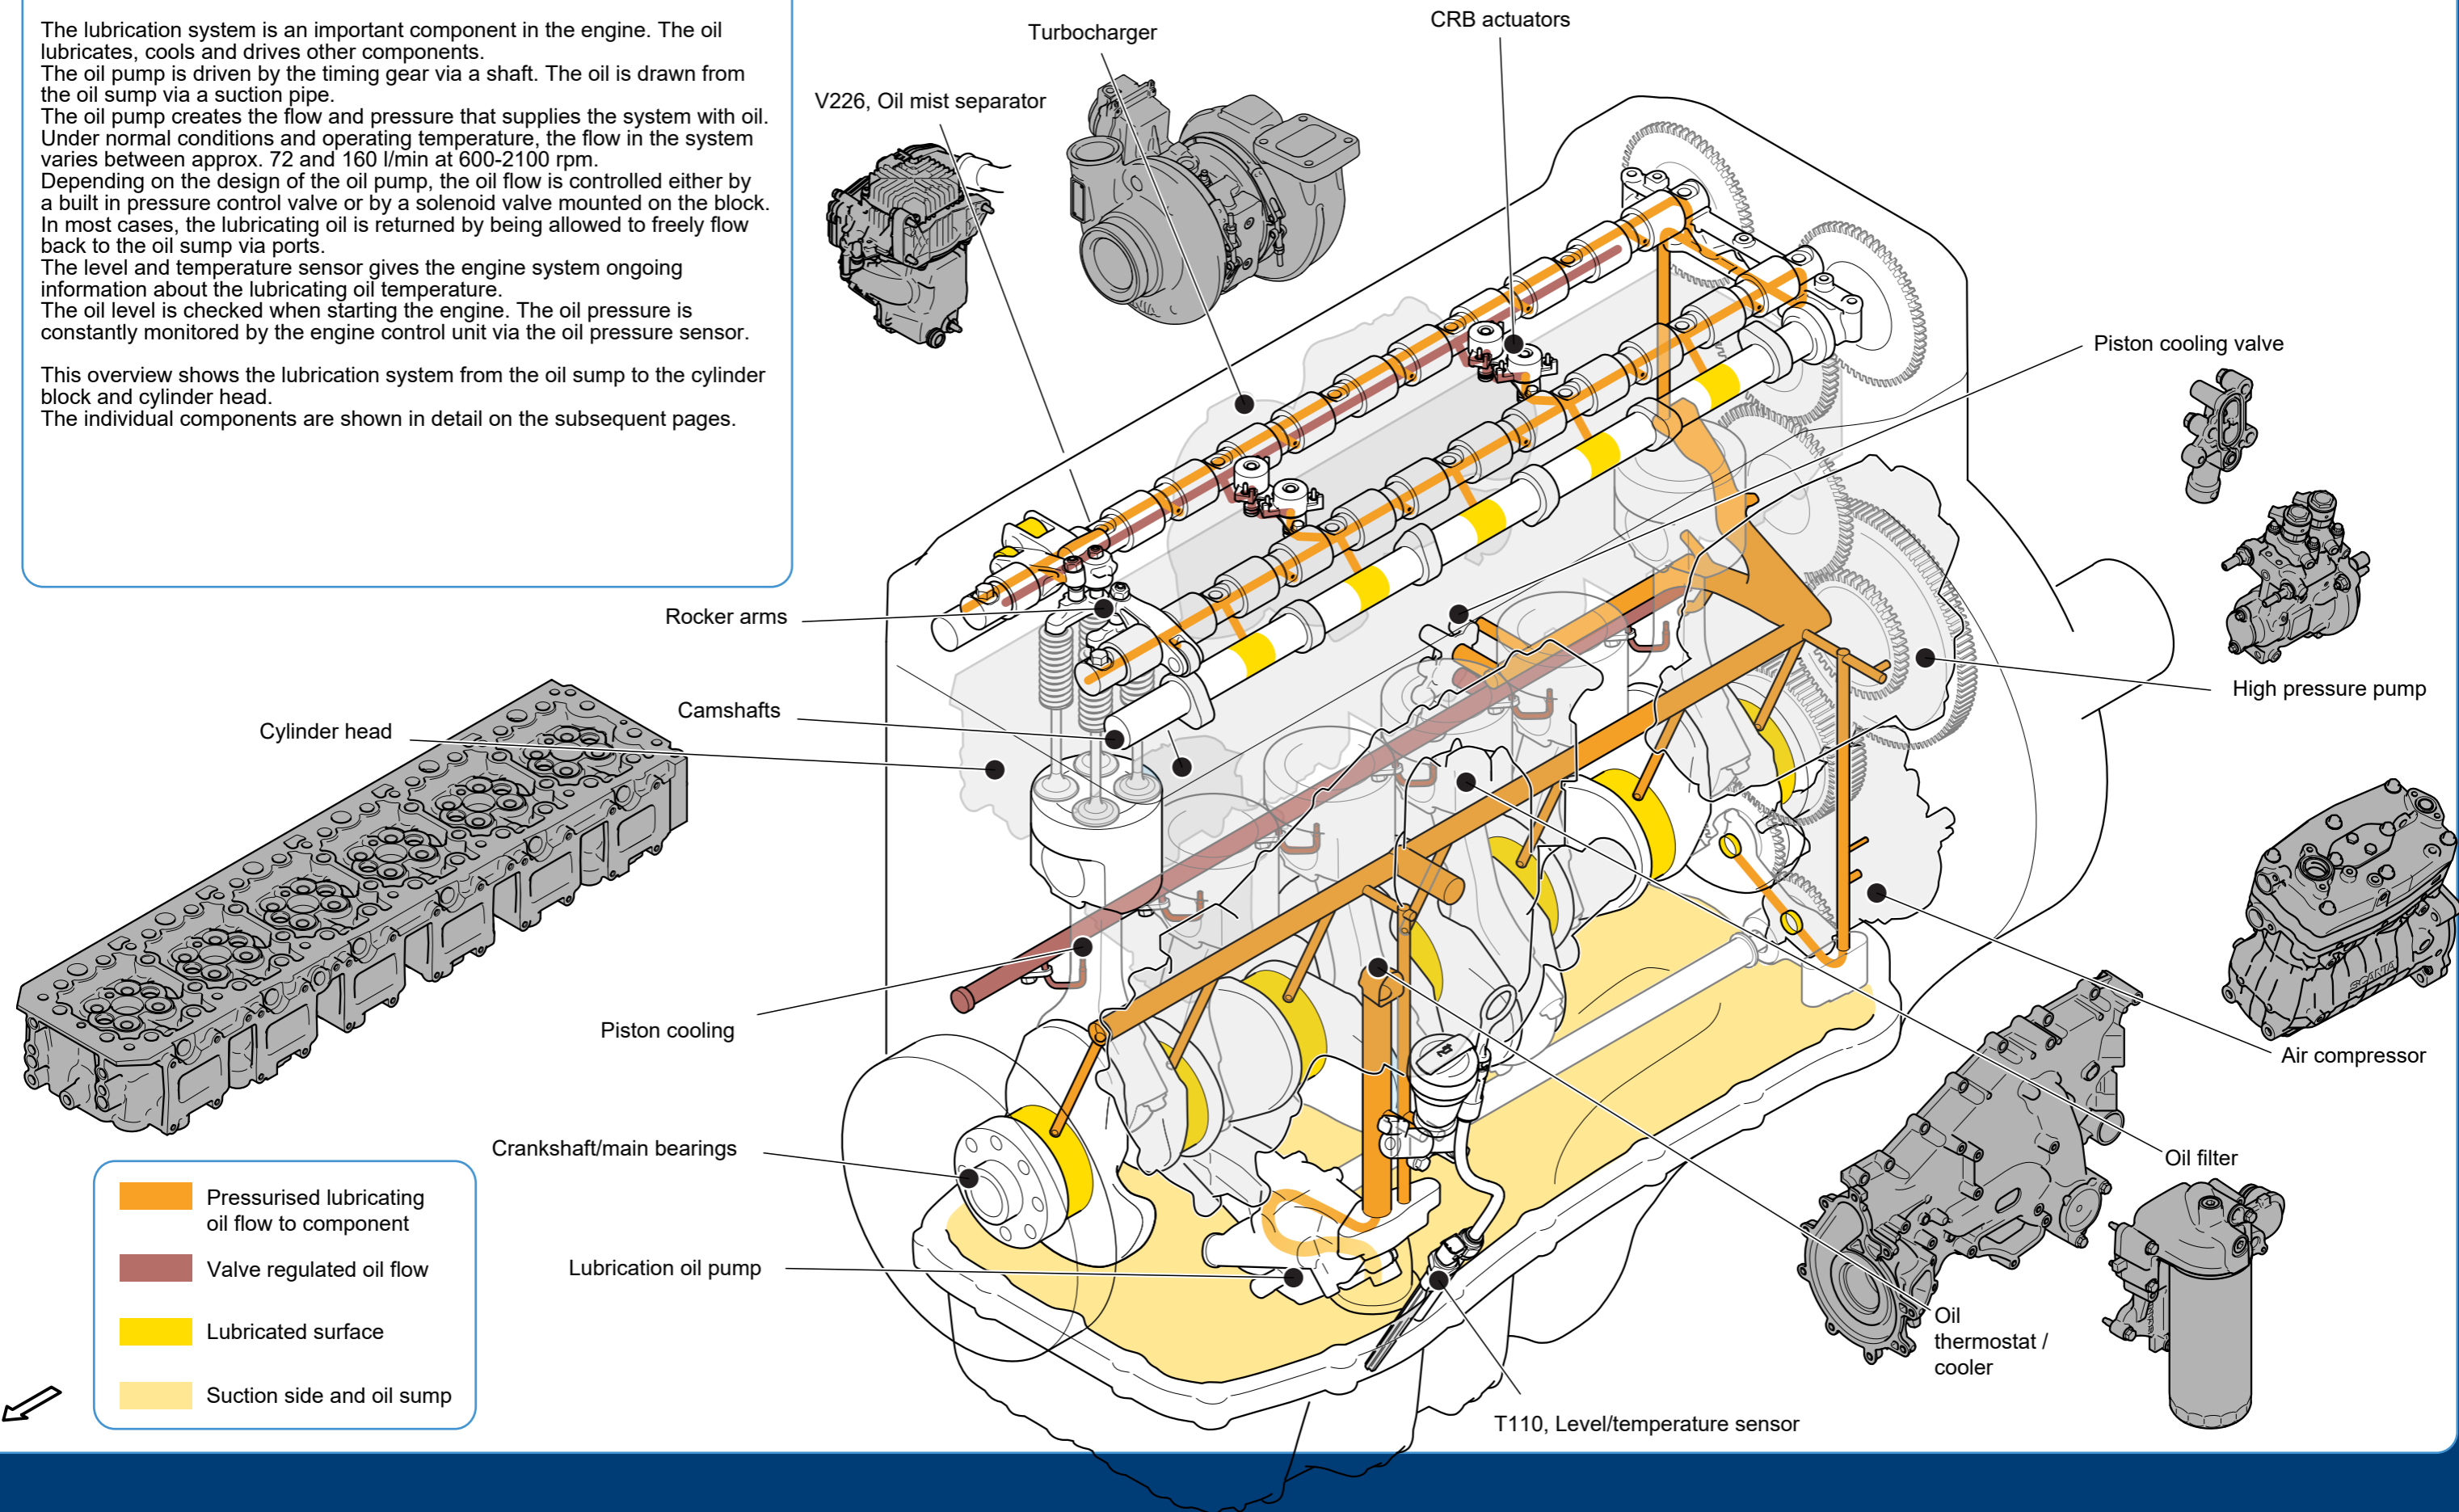 The lubrication system is an important component in the engine. The oil
lubricates, cools and drives other components.
The oil pump is driven by the timing gear via a shaft. The oil is drawn from
the oil sump via a suction pipe.
The oil pump creates the flow and pressure that supplies the system with oil.
Under normal conditions and operating temperature, the flow in the system
varies between approx. 72 and 160 l/min at 600-2100 rpm.
Depending on the design of the oil pump, the oil flow is controlled either by
a built in pressure control valve or by a solenoid valve mounted on the block.
In most cases, the lubricating oil is returned by being allowed to freely flow
back to the oil sump via ports.
The level and temperature sensor gives the engine system ongoing
information about the lubricating oil temperature.
The oil level is checked when starting the engine. The oil pressure is
constantly monitored by the engine control unit via the oil pressure sensor.
This overview shows the lubrication system from the oil sump to the cylinder
block and cylinder head.
The individual components are shown in detail on the subsequent pages.
CRB actuators
Turbocharger
V226, Oil mist separator
Piston cooling valve
Rocker arms
High pressure pump
Camshafts
Cylinder head
SCANIA
Piston cooling
Air compressor
Crankshaft/main bearings
Oil filter
Lubrication oil pump
Oil
thermostat /
cooler
T110, Level/temperature sensor
Pressurised lubricating
oil flow to component
Valve regulated oil flow
Lubricated surface
Suction side and oil sump